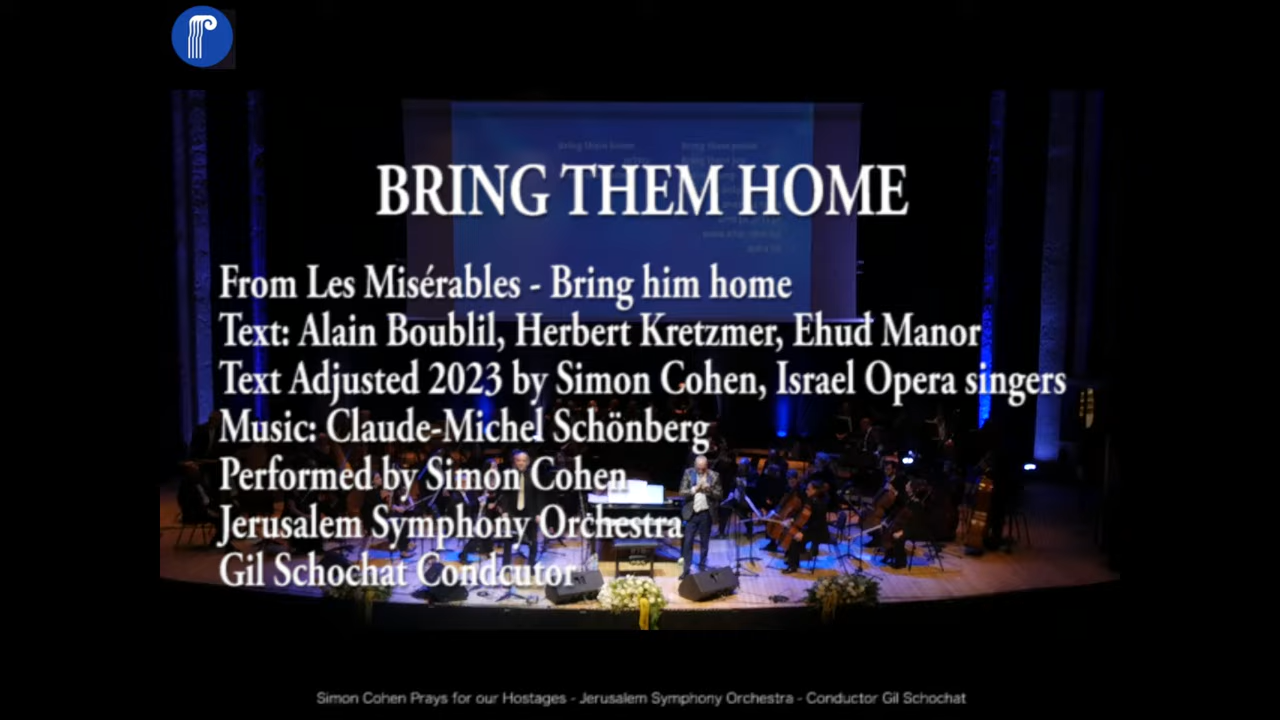 BRING THEM HOME
From Les Misérables - Bring him home
Text: Alain Boublil, Herbert Kretzmer, Ehud Manor
Text Adjusted 2023 by Simon Cohen, Israel Opera singers
Music: Claude-Michel Schönberg
Performed by Simon Cohen
Jerusalem Symphony Orchestra
Gil Schochat Condcutor
Simon Cohen Prays for our Hostages - Jerusalem Symphony Orchestra - Conductor Gil Schochat